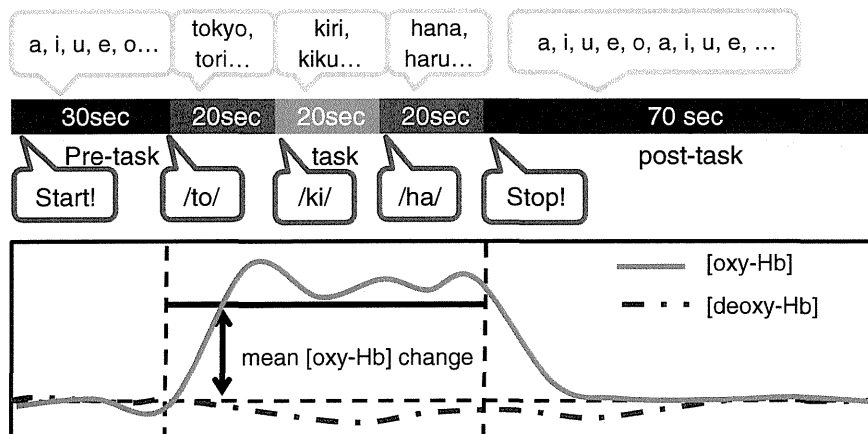 a, i, u, e, o…
tokyo,
tori…
kiri,
kiku…
hana,
haru…
a, i, u, e, o, a, i, u, e, …
30sec
20sec
20sec
20sec
70 sec
Pre-task
task
post-task
Start!
/to/
/ki/
/ha/
Stop!
[oxy-Hb]
[deoxy-Hb]
mean [oxy-Hb] change